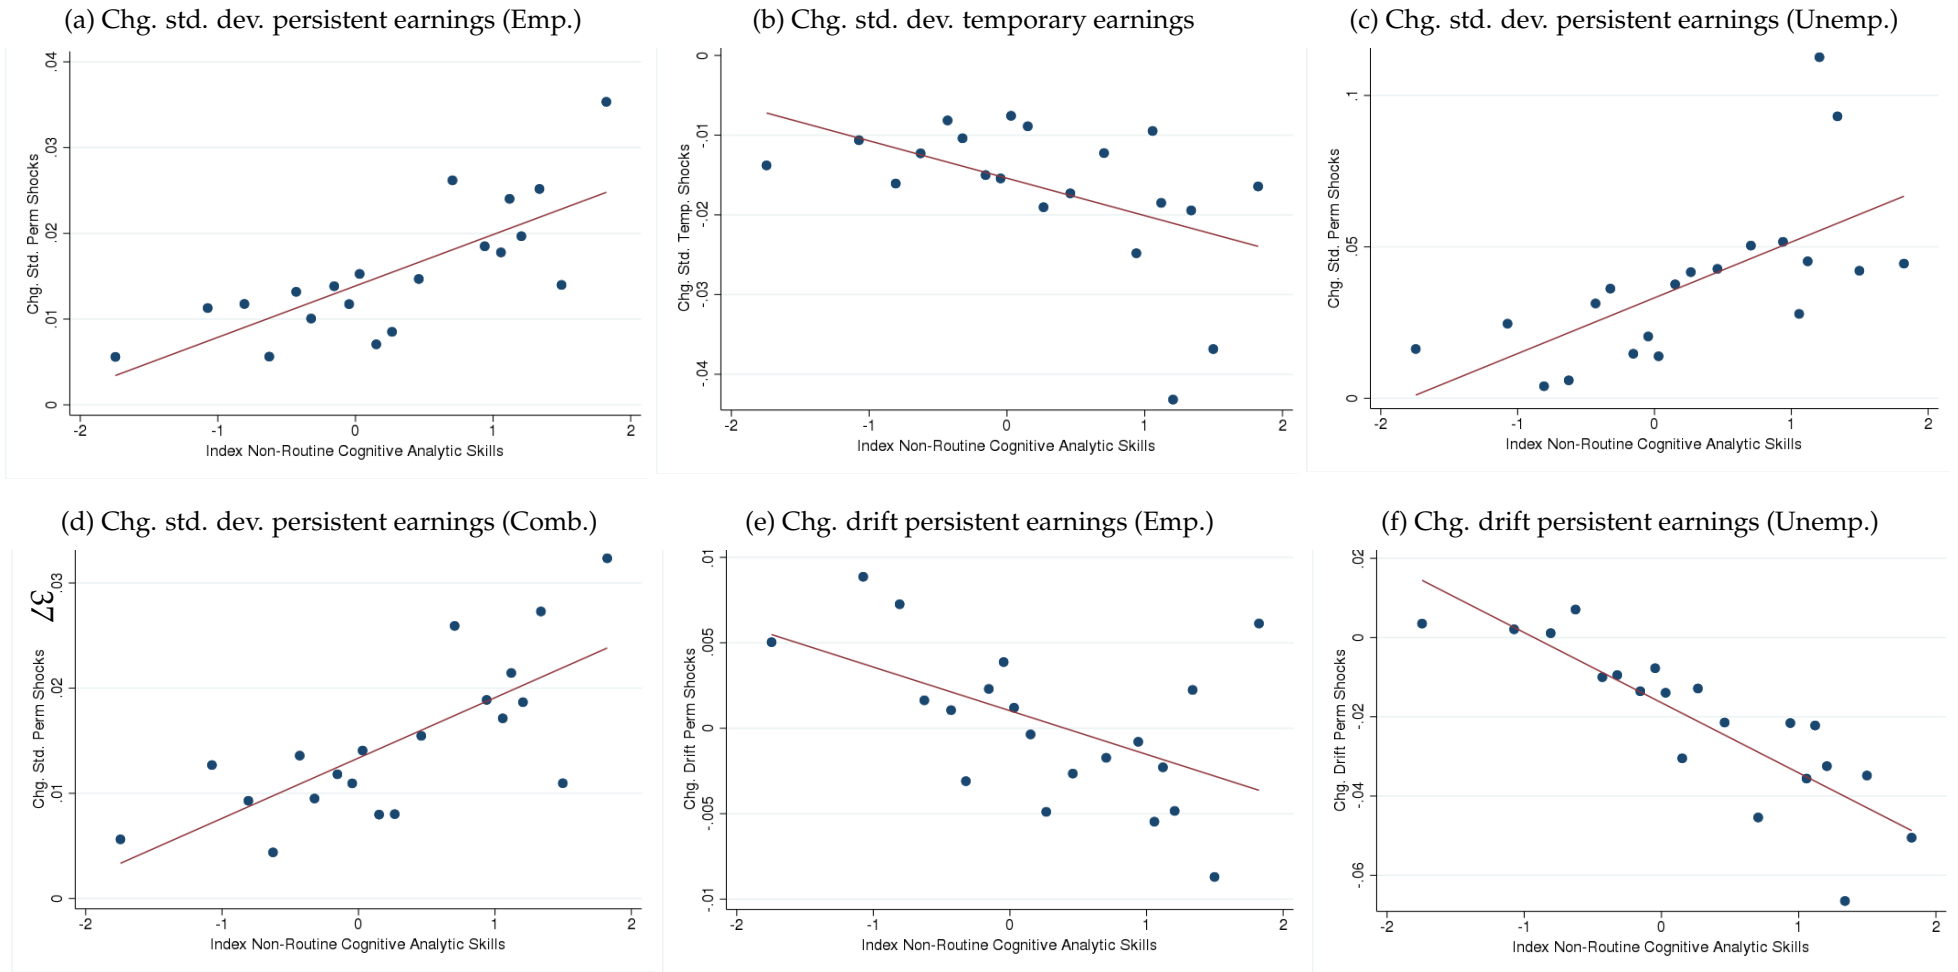 (a) Chg. std. dev. persistent earnings (Emp.)
Chg. Std. Perm Shocks
.04
.03
.02
.01
0
-2 -1 0 1 2
Index Non-Routine Cognitive Analytic Skills
(b) Chg. std. dev. temporary earnings
Chg. Std. Temp. Shocks
0
-.01
-.02
-.03
-.04
-2 -1 0 1 2
Index Non-Routine Cognitive Analytic Skills
(c) Chg. std. dev. persistent earnings (Unemp.)
Chg. Std. Perm Shocks
.1
.05
0
-2 -1 0 1 2
Index Non-Routine Cognitive Analytic Skills
(d) Chg. std. dev. persistent earnings (Comb.)
37
Chg. Std. Perm Shocks
.03
.02
.01
0
-2 -1 0 1 2
Index Non-Routine Cognitive Analytic Skills
(e) Chg. drift persistent earnings (Emp.)
Chg. Drift Perm Shocks
.01
.005
0
-.005
-.01
-2 -1 0 1 2
Index Non-Routine Cognitive Analytic Skills
(f) Chg. drift persistent earnings (Unemp.)
Chg. Drift Perm Shocks
.02
0
-.02
-.04
-.06
-2 -1 0 1 2
Index Non-Routine Cognitive Analytic Skills